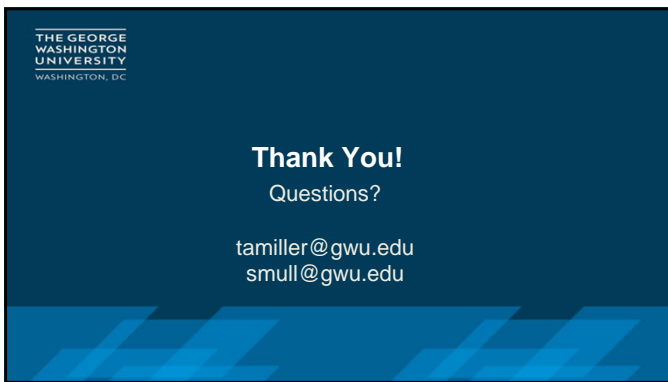 THE GEORGE
WASHINGTON
UNIVERSITY
WASHINGTON, DC
Thank You!
Questions?
tamiller@gwu.edu
smull@gwu.edu